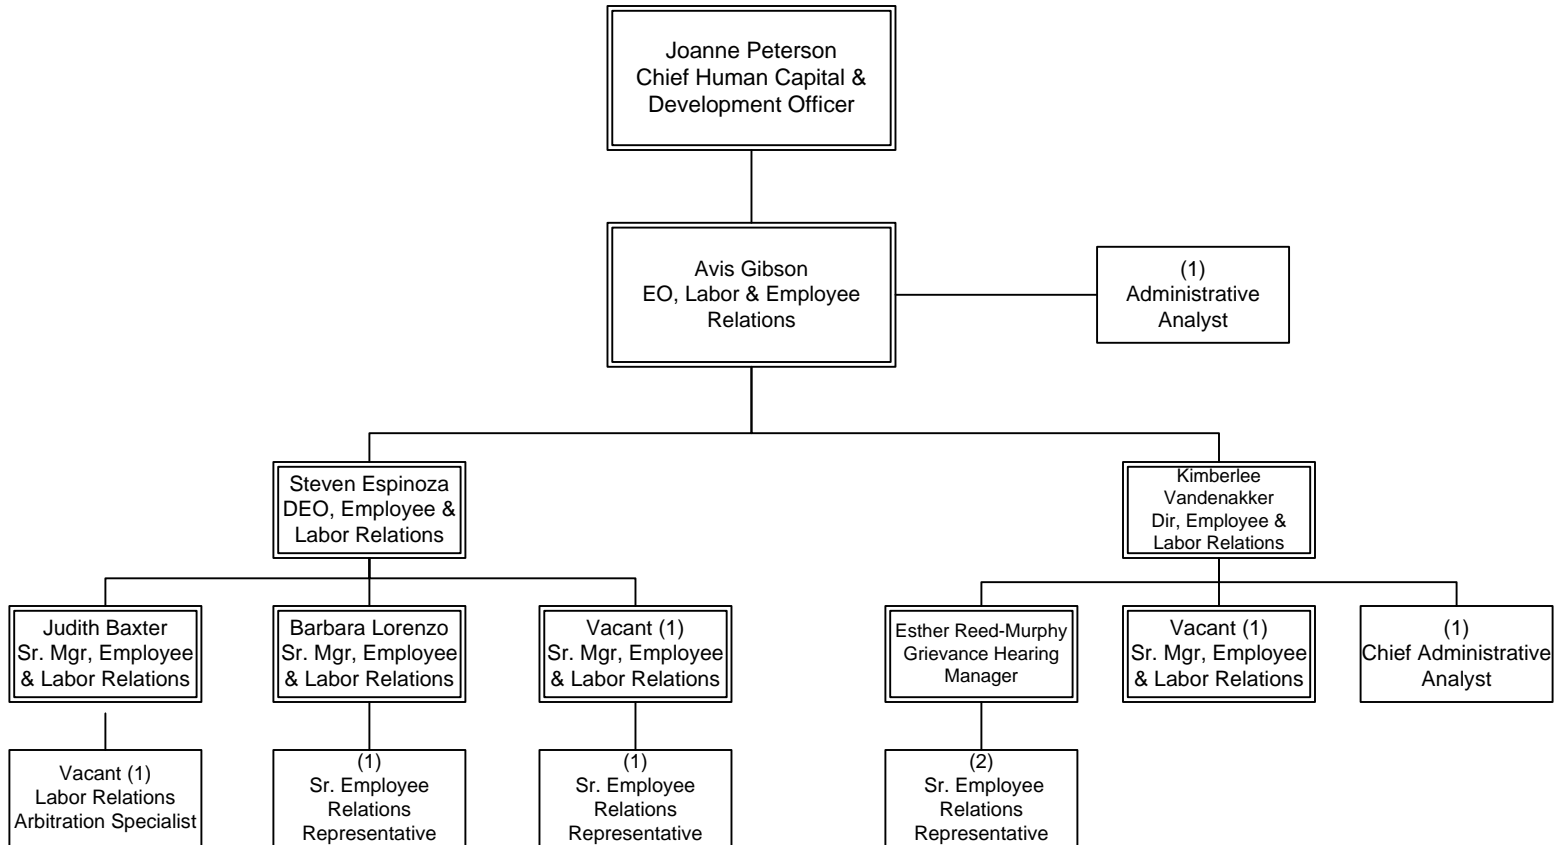 Joanne Peterson
Chief Human Capital &
Development Officer
Avis Gibson
EO, Labor & Employee
Relations
(1)
Administrative
Analyst
Steven Espinoza
DEO, Employee &
Labor Relations
Kimberlee
Vandenakker
Dir, Employee &
Labor Relations
Judith Baxter
Sr. Mgr, Employee
& Labor Relations
Barbara Lorenzo
Sr. Mgr, Employee
& Labor Relations
Vacant (1)
Sr. Mgr, Employee
& Labor Relations
Esther Reed-Murphy
Grievance Hearing
Manager
Vacant (1)
Sr. Mgr, Employee
& Labor Relations
(1)
Chief Administrative
Analyst
Vacant (1)
Labor Relations
Arbitration Specialist
(1)
Sr. Employee
Relations
Representative
(1)
Sr. Employee
Relations
Representative
(2)
Sr. Employee
Relations
Representative